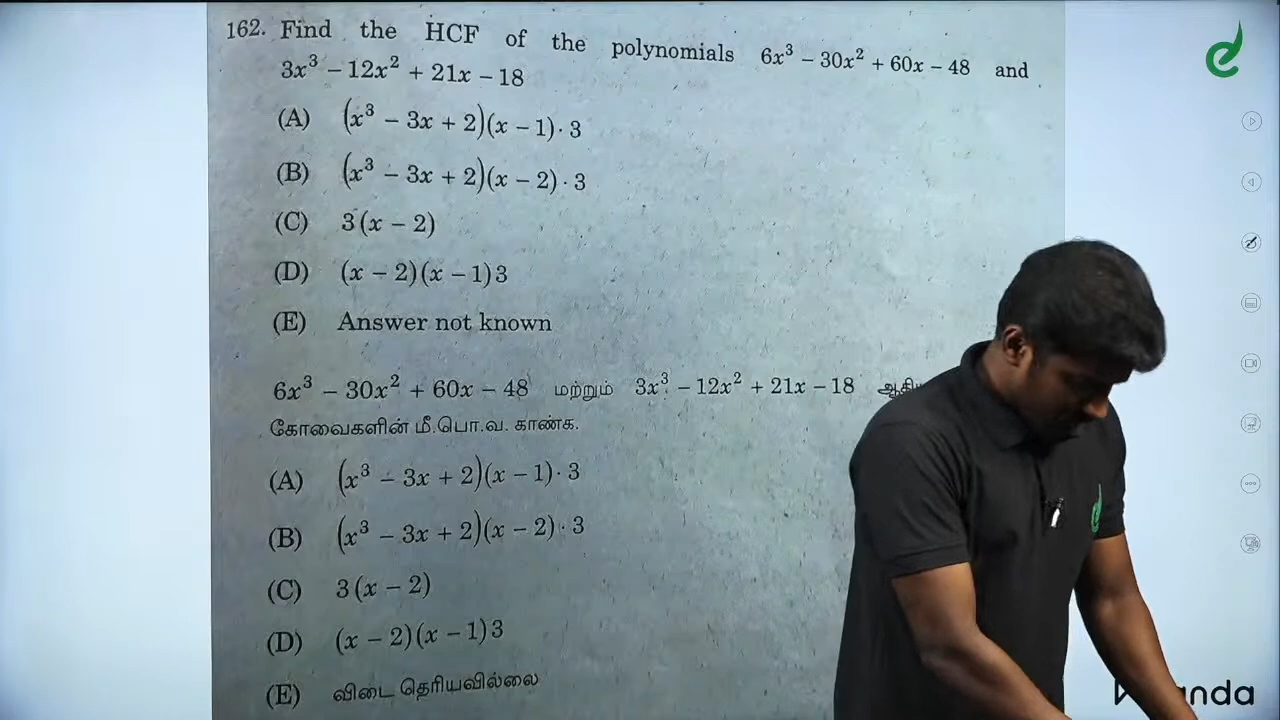 162. Find the HCF of the polynomials 6x³ – 30x² + 60x – 48 and
3x³ – 12x² + 21x – 18
(A) (x³ – 3x + 2)(x – 1) · 3
(B) (x³ – 3x + 2)(x – 2) · 3
(C) 3(x – 2)
(D) (x – 2)(x – 1)3
(E) Answer not known
6x³ – 30x² + 60x – 48 மற்றும் 3x³ – 12x² + 21x – 18
கோவைகளின் மீ.பொ.வ. காண்க.
(A) (x³ – 3x + 2)(x – 1) · 3
(B) (x³ – 3x + 2)(x – 2) · 3
(C) 3(x – 2)
(D) (x – 2)(x – 1)3
(E) விடை தெரியவில்லை